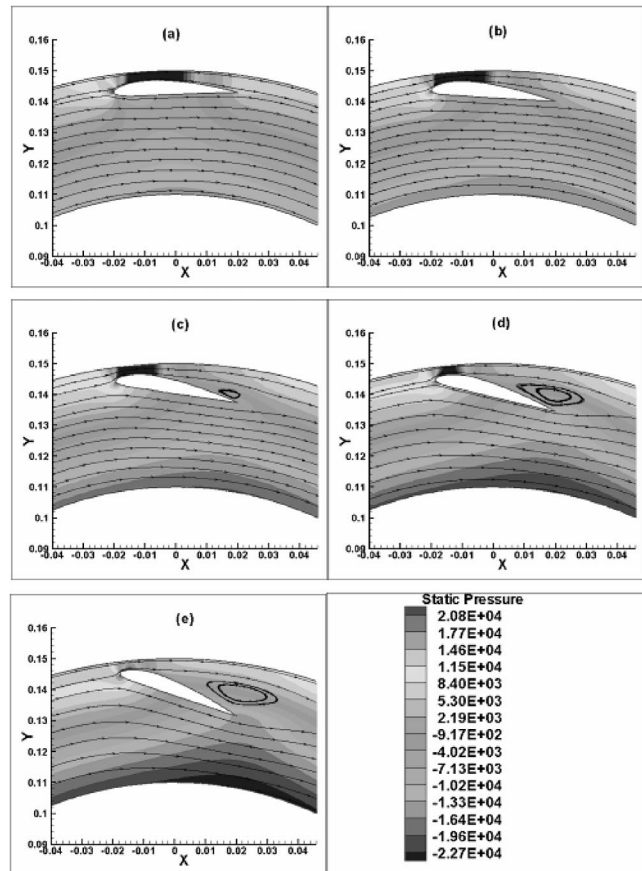 (a)
0.16
0.15
0.14
0.13
0.12
0.11
0.1
0.09
Y
-0.04 -0.03 -0.02 -0.01 0 0.01 0.02 0.03 0.04
X
(b)
0.16
0.15
0.14
0.13
0.12
0.11
0.1
0.09
Y
-0.04 -0.03 -0.02 -0.01 0 0.01 0.02 0.03 0.04
X
(c)
0.16
0.15
0.14
0.13
0.12
0.11
0.1
0.09
Y
-0.04 -0.03 -0.02 -0.01 0 0.01 0.02 0.03 0.04
X
(d)
0.16
0.15
0.14
0.13
0.12
0.11
0.1
0.09
Y
-0.04 -0.03 -0.02 -0.01 0 0.01 0.02 0.03 0.04
X
(e)
0.16
0.15
0.14
0.13
0.12
0.11
0.1
0.09
Y
-0.04 -0.03 -0.02 -0.01 0 0.01 0.02 0.03 0.04
X
Static Pressure
2.08E+04
1.77E+04
1.46E+04
1.15E+04
8.40E+03
5.30E+03
2.19E+03
-9.17E+02
-4.02E+03
-7.13E+03
-1.02E+04
-1.33E+04
-1.64E+04
-1.96E+04
-2.27E+04